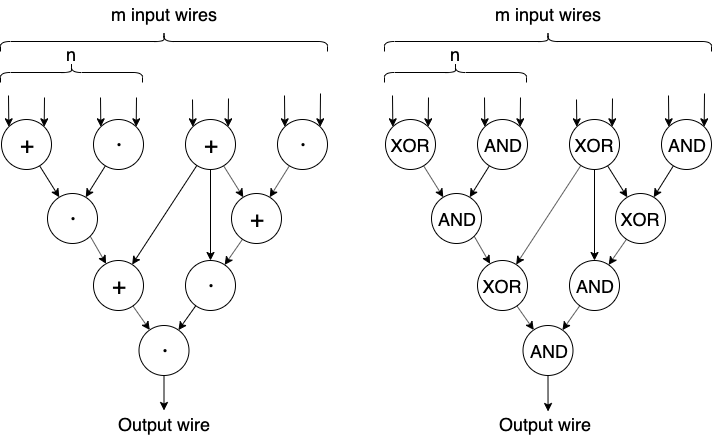 m input wires
m input wires
n
n
+ · + ·
XOR AND XOR AND
· +
AND XOR
+ ·
XOR AND
·
AND
Output wire
Output wire